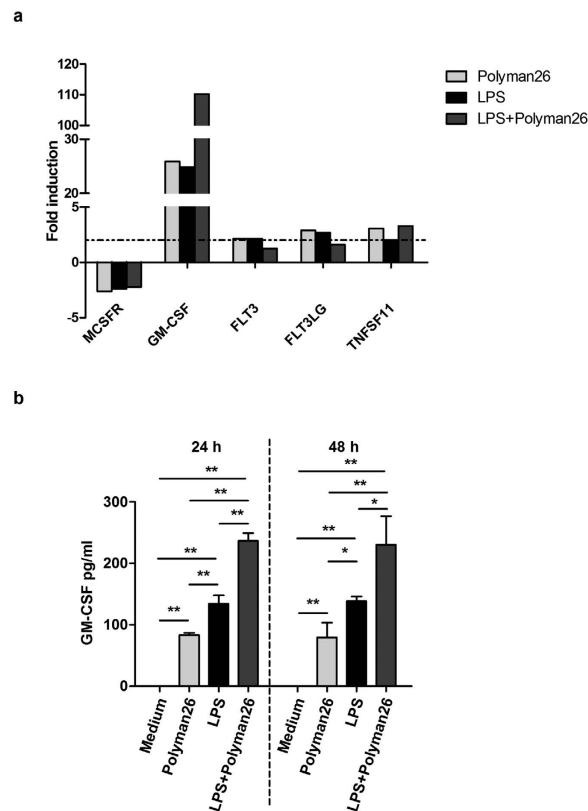 a
Polyman26
LPS
LPS+Polyman26
Fold induction
120
110
100
30
20
5
0
-5
MCSFR
GM-CSF
FLT3
FLT3LG
TNFSF11
b
24 h
48 h
**
**
**
**
**
**
**
**
*
**
*
**
GM-CSF pg/ml
300
200
100
0
Medium
Polyman26
LPS
LPS+Polyman26
Medium
Polyman26
LPS
LPS+Polyman26